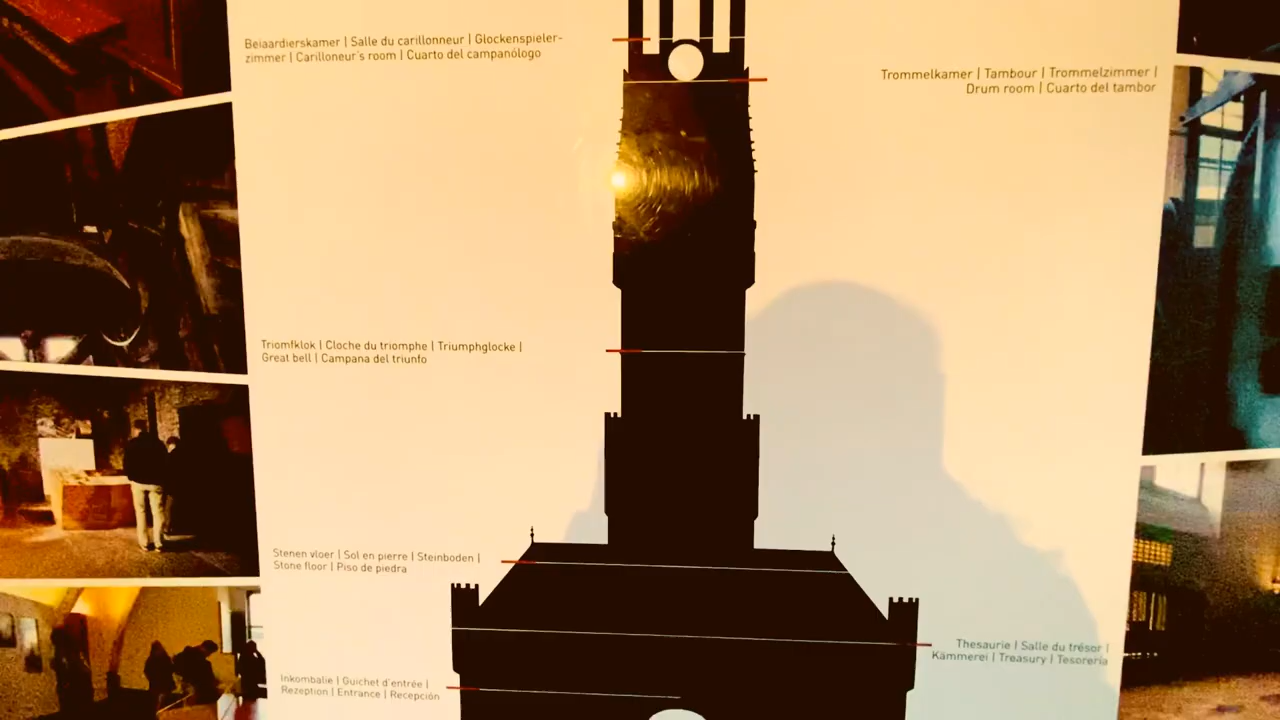 Beiaardierskamer | Salle du carillonneur | Glockenspieler-
zimmer | Carilloneur's room | Cuarto del campanólogo
Trommelkamer | Tambour | Trommelzimmer |
Drum room | Cuarto del tambor
Triomfklok | Cloche du triomphe | Triumphglocke |
Great bell | Campana del triunfo
Stenen vloer | Sol en pierre | Steinboden |
Stone floor | Piso de piedra
Thesaurie | Salle du trésor |
Kämmerei | Treasury | Tesorería
Inkombalie | Guichet d'entrée |
Rezeption | Entrance | Recepción